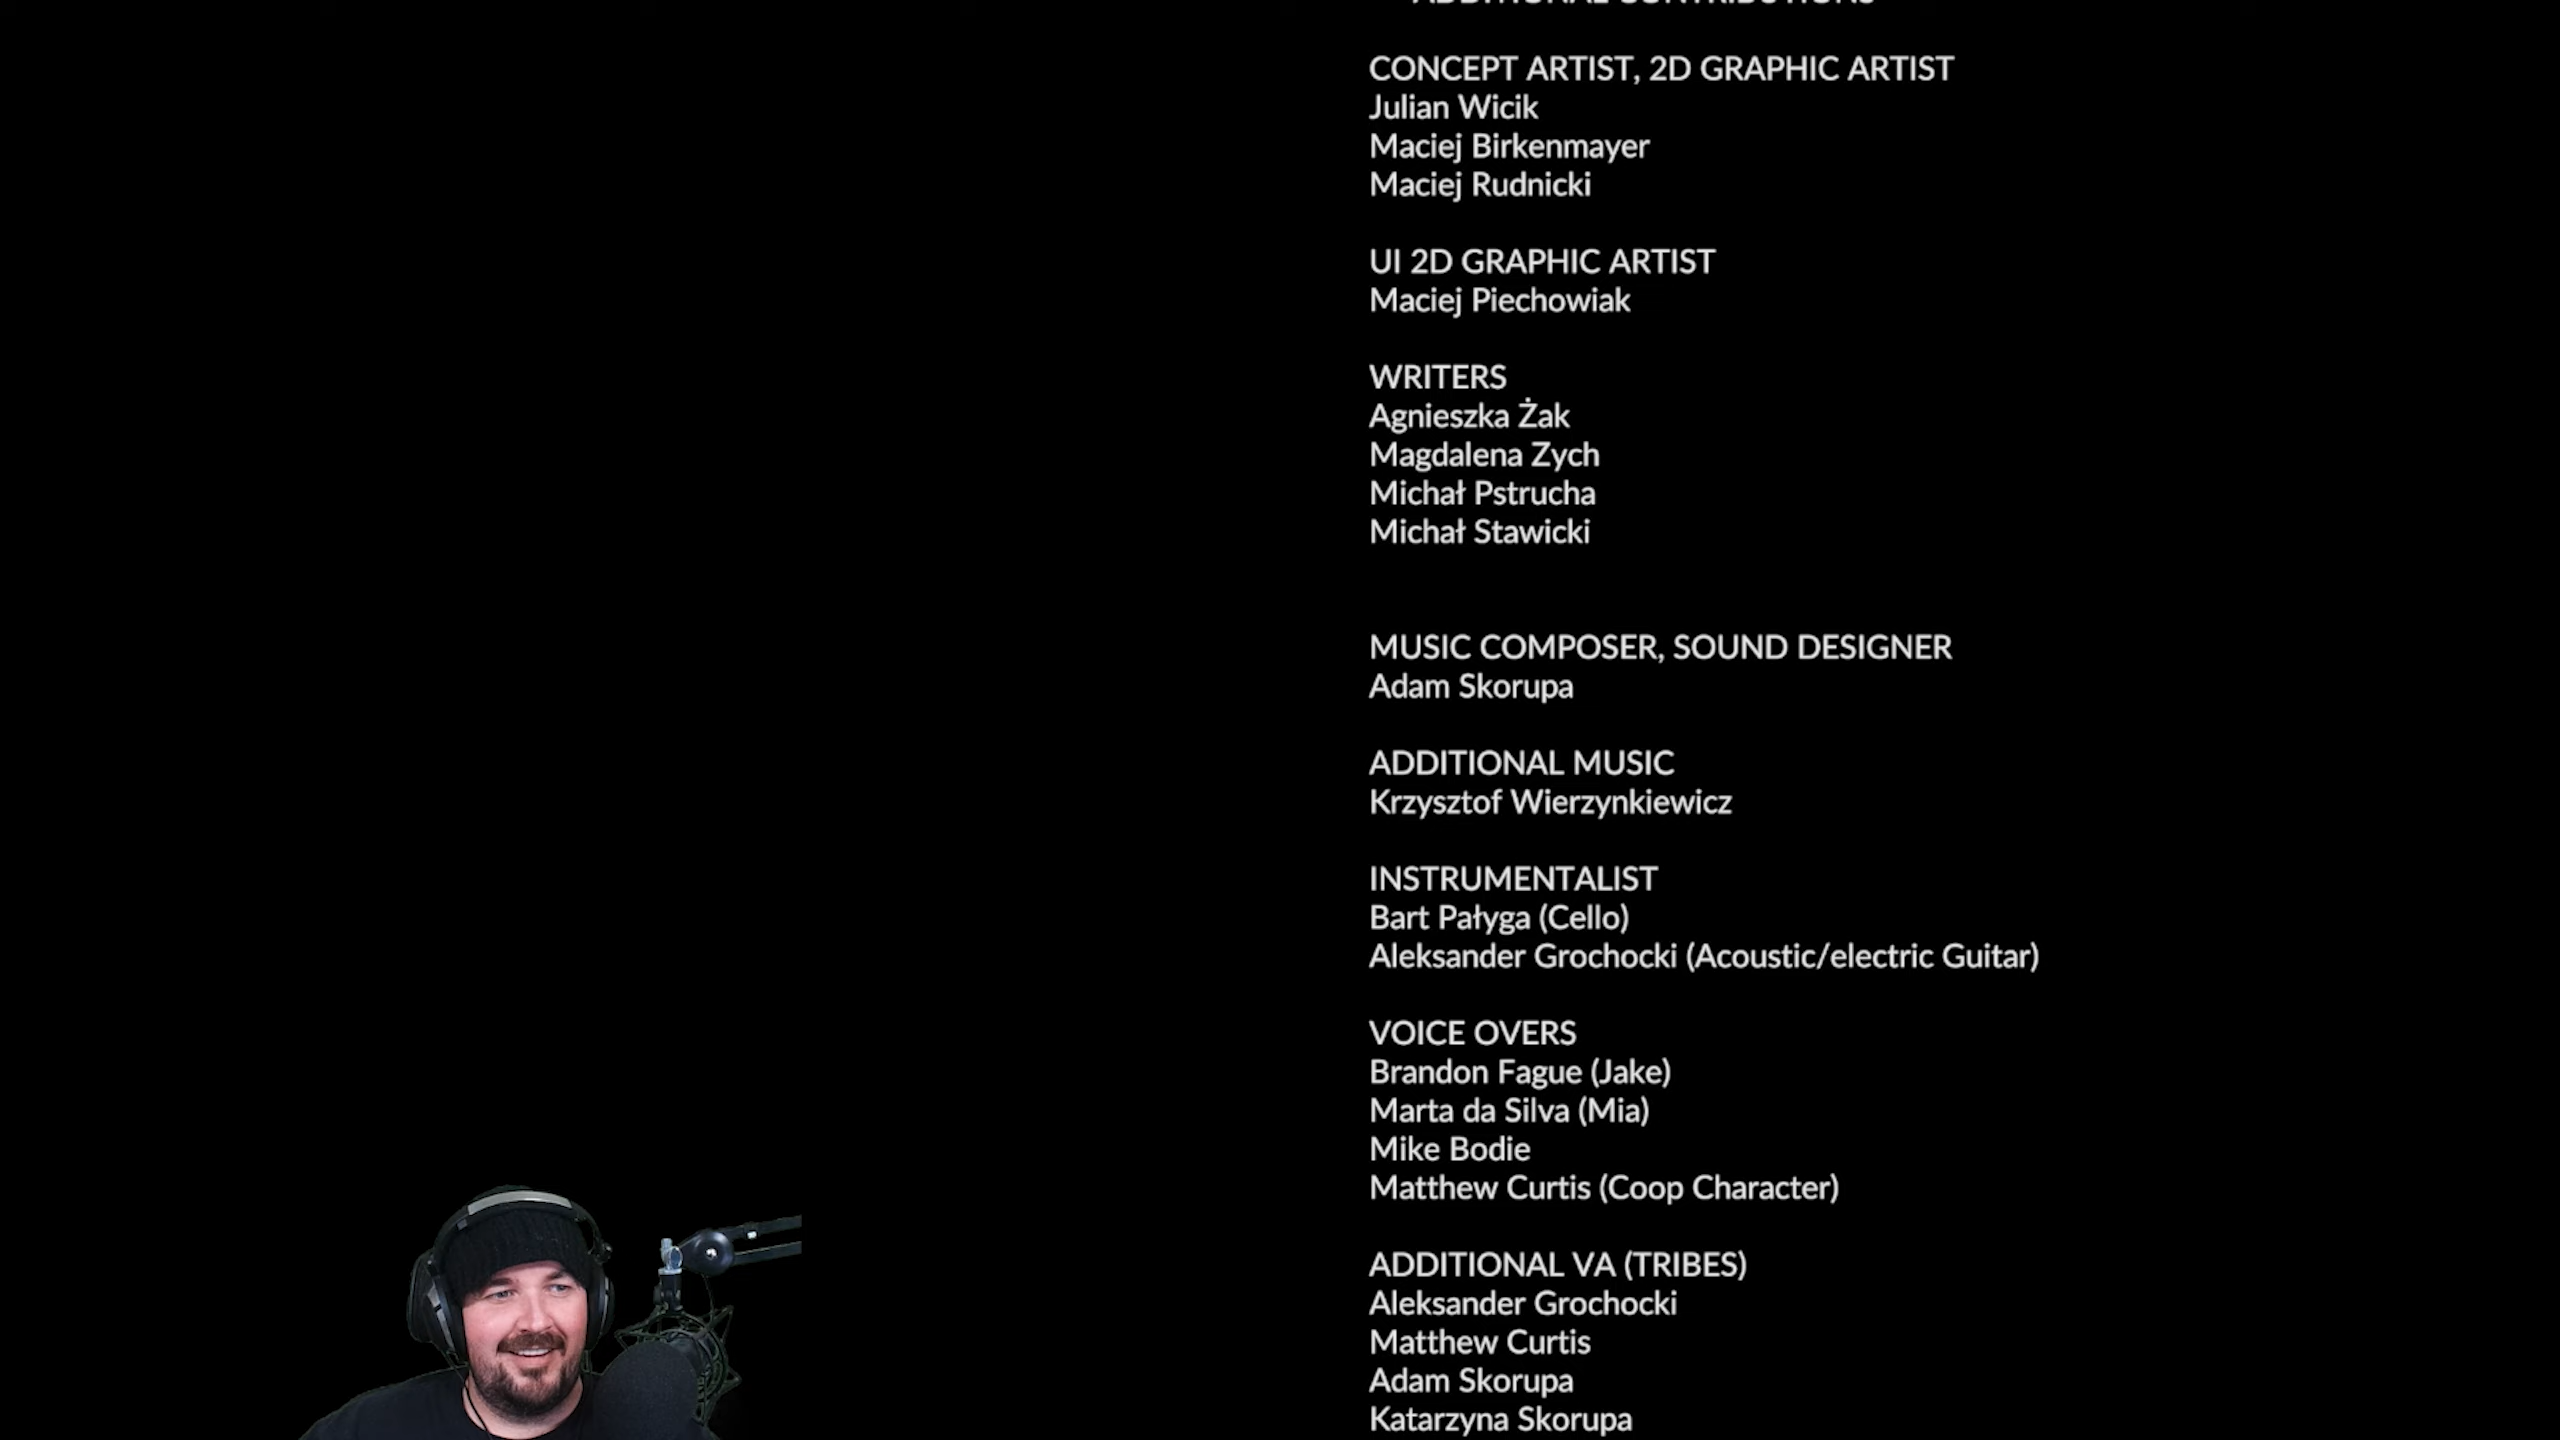 ADDITIONAL CONTRIBUTIONS
CONCEPT ARTIST, 2D GRAPHIC ARTIST
Julian Wicik
Maciej Birkenmayer
Maciej Rudnicki
UI 2D GRAPHIC ARTIST
Maciej Piechowiak
WRITERS
Agnieszka Żak
Magdalena Zych
Michał Pstrucha
Michał Stawicki
MUSIC COMPOSER, SOUND DESIGNER
Adam Skorupa
ADDITIONAL MUSIC
Krzysztof Wierzynkiewicz
INSTRUMENTALIST
Bart Pałyga (Cello)
Aleksander Grochocki (Acoustic/electric Guitar)
VOICE OVERS
Brandon Fague (Jake)
Marta da Silva (Mia)
Mike Bodie
Matthew Curtis (Coop Character)
ADDITIONAL VA (TRIBES)
Aleksander Grochocki
Matthew Curtis
Adam Skorupa
Katarzyna Skorupa